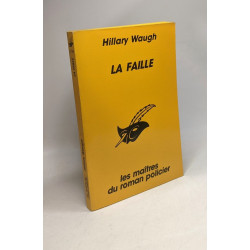 Hillary Waugh
LA FAILLE
les maîtres
du roman policier